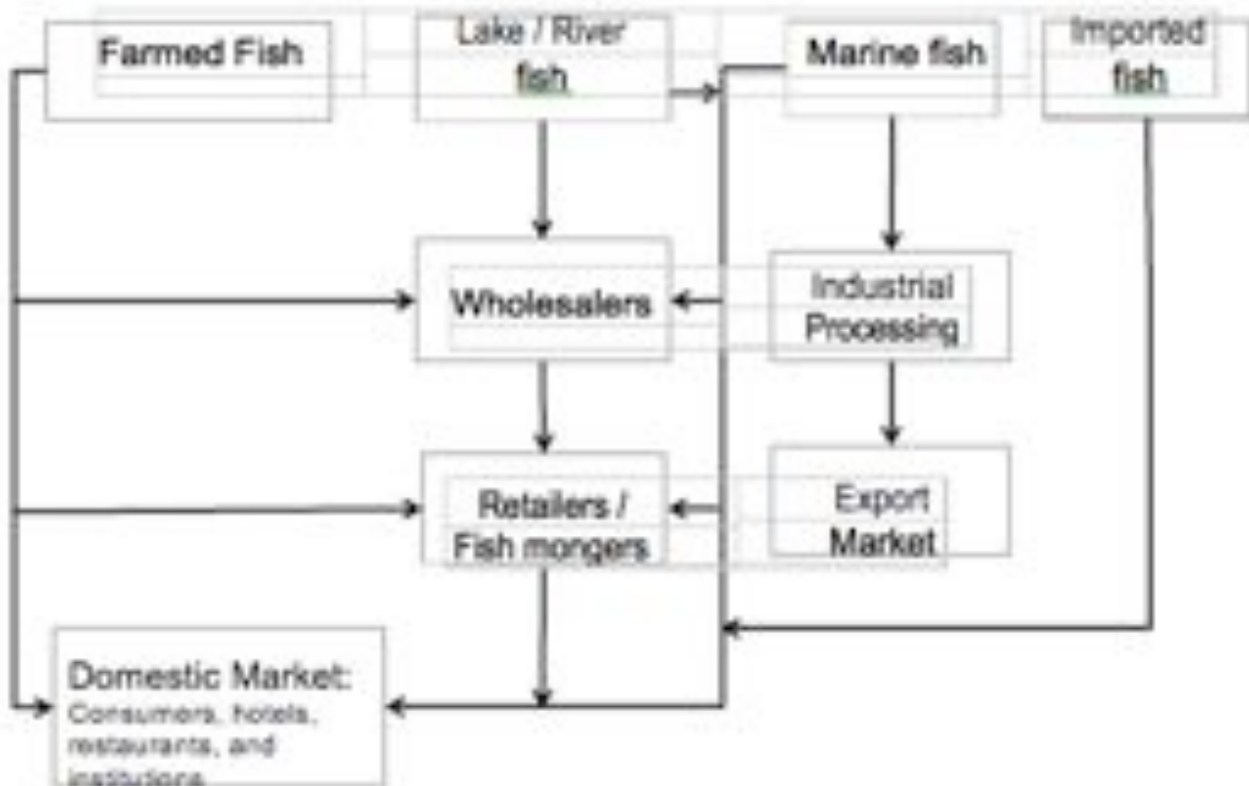 Farmed Fish
Lake / River
fish
Marine fish
Imported
fish
Wholesalers
Industrial
Processing
Retailers /
Fish mongers
Export
Market
Domestic Market:
Consumers, hotels,
restaurants, and
institutions